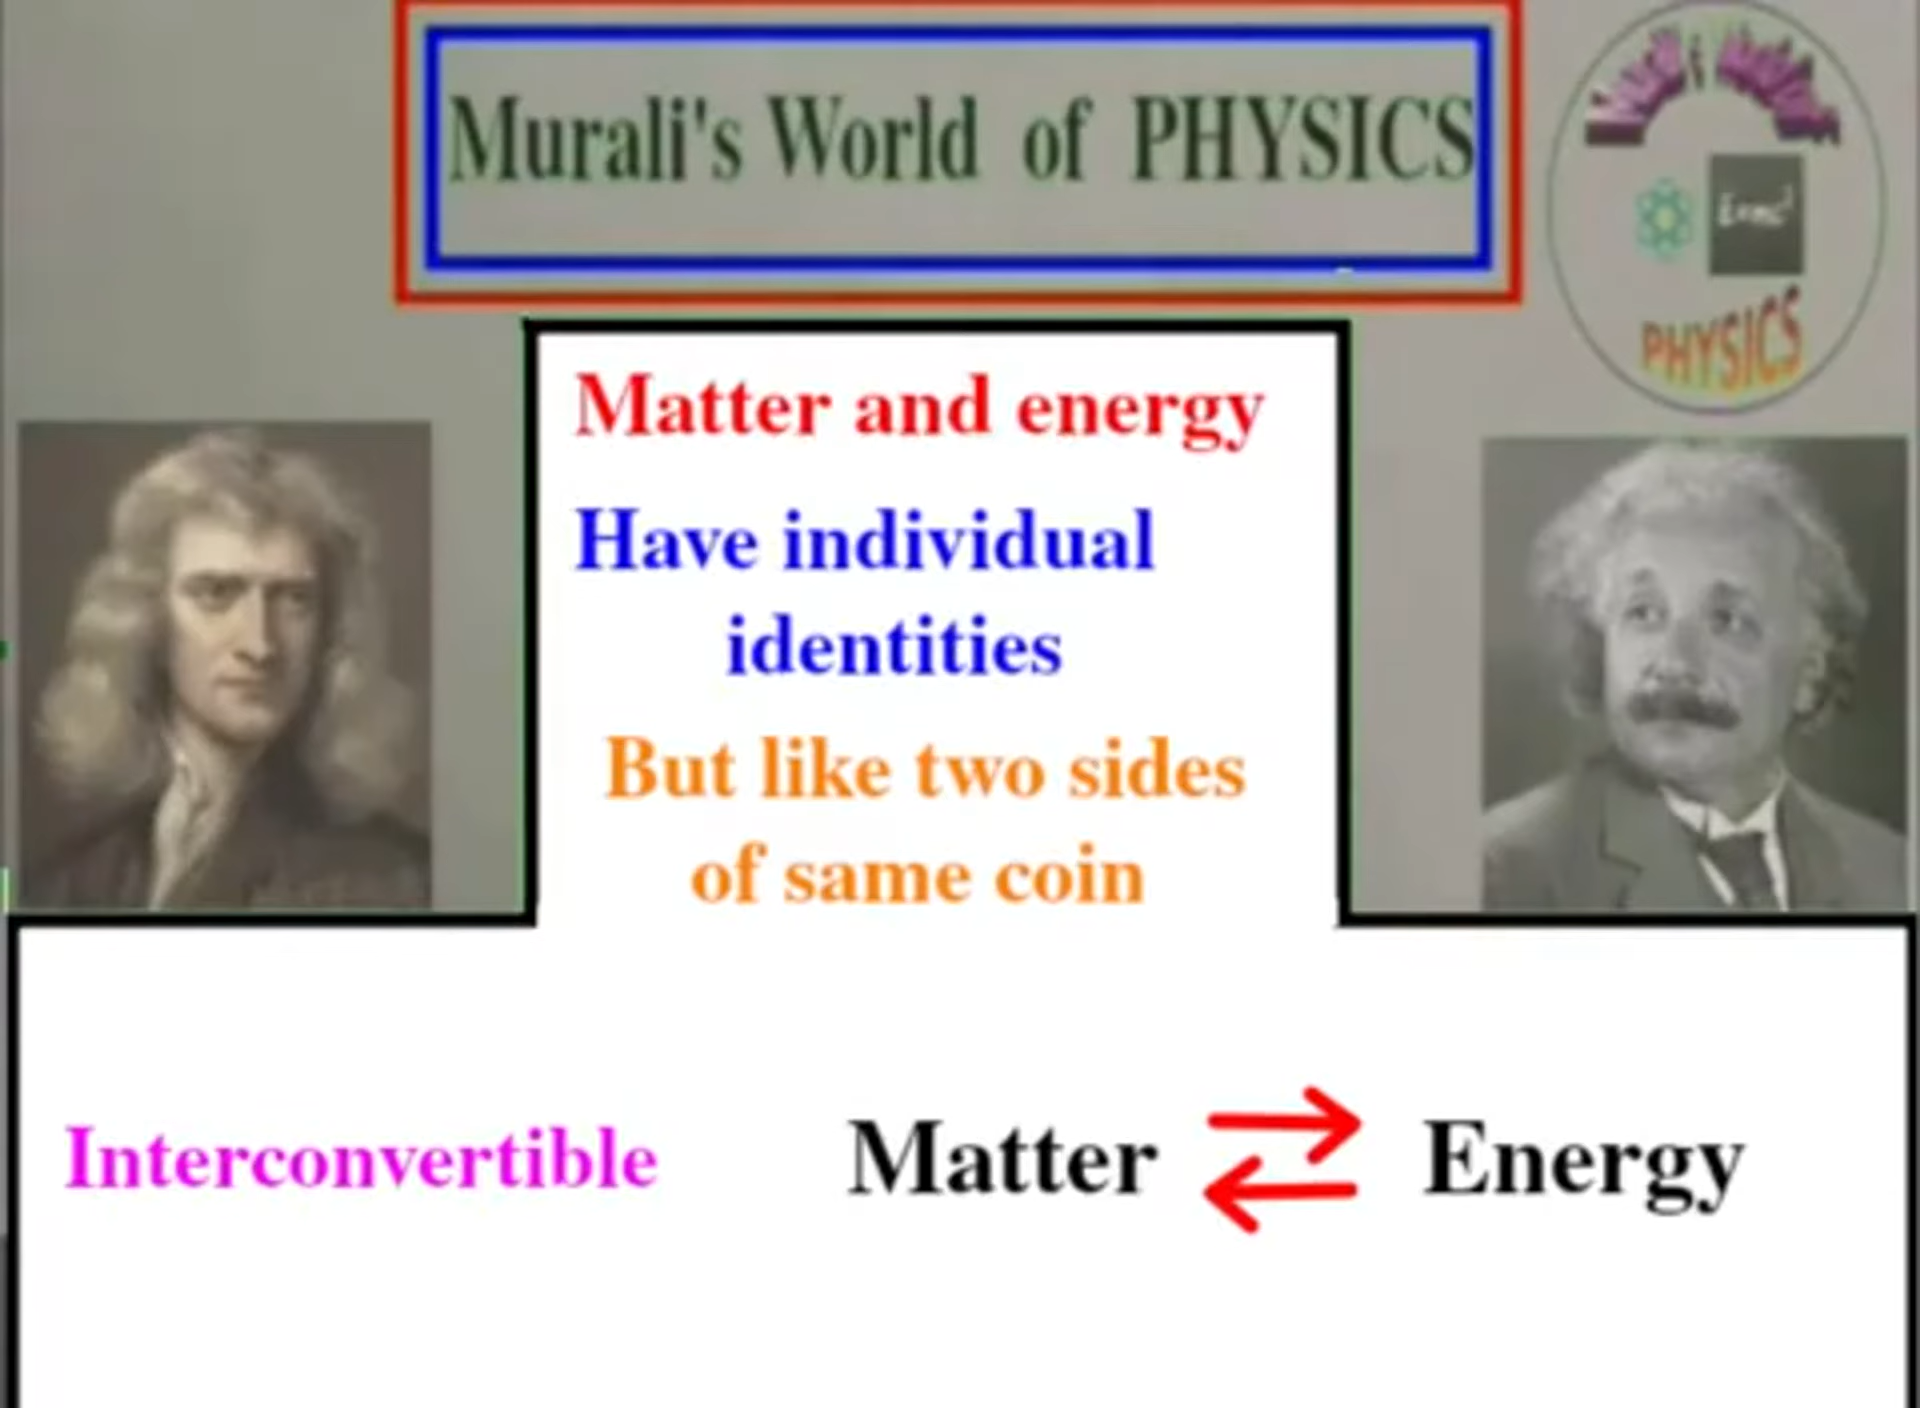 Murali's World of PHYSICS
E=mc²
PHYSICS
Matter and energy
Have individual
identities
But like two sides
of same coin
Interconvertible Matter ⇄ Energy